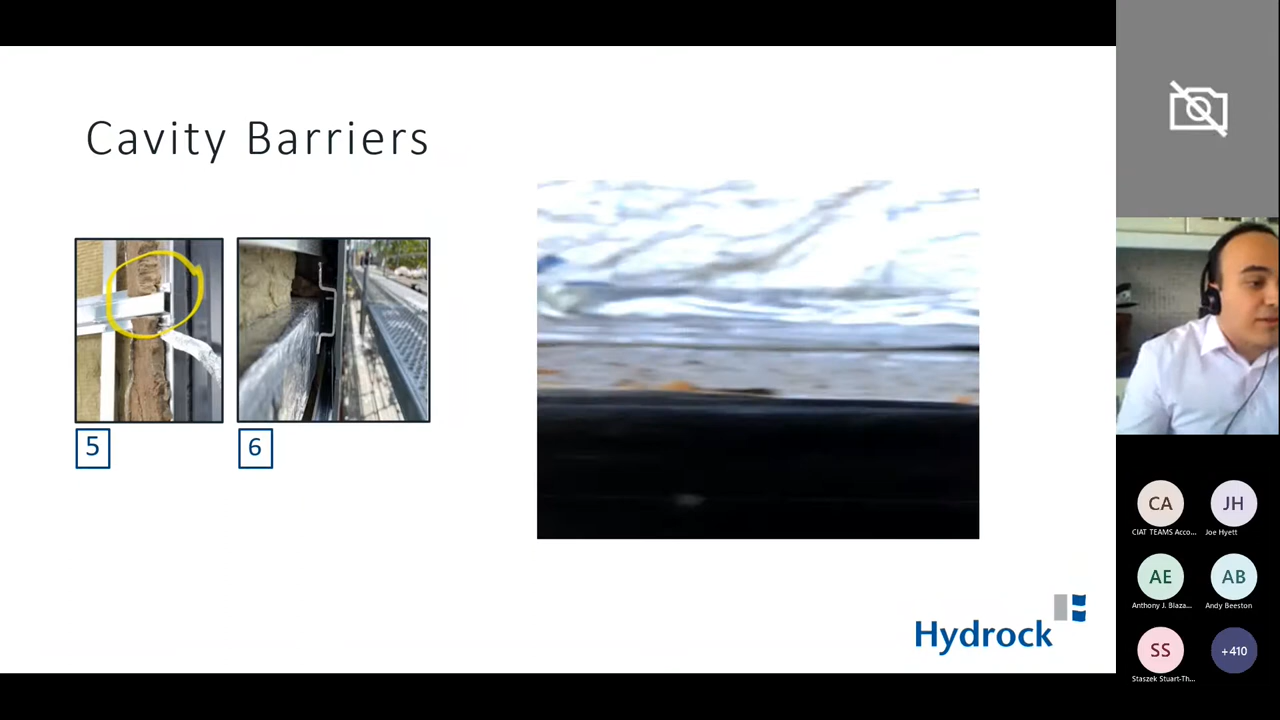 Cavity Barriers
5
6
Hydrock
CA
JH
CIAT TEAMS Acco...
Joe Hyett
AE
AB
Anthony J. Blaza...
Andy Beeston
SS
+410
Staszek Stuart-Th...